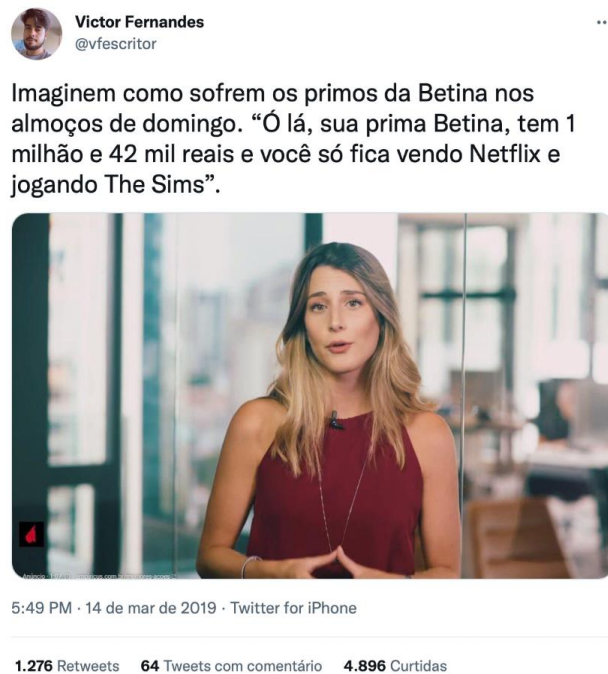 Victor Fernandes
@vfescritor
Imaginem como sofrem os primos da Betina nos
almoços de domingo. “Ó lá, sua prima Betina, tem 1
milhão e 42 mil reais e você só fica vendo Netflix e
jogando The Sims”.
Anúncio
5:49 PM · 14 de mar de 2019 · Twitter for iPhone
1.276 Retweets 64 Tweets com comentário 4.896 Curtidas